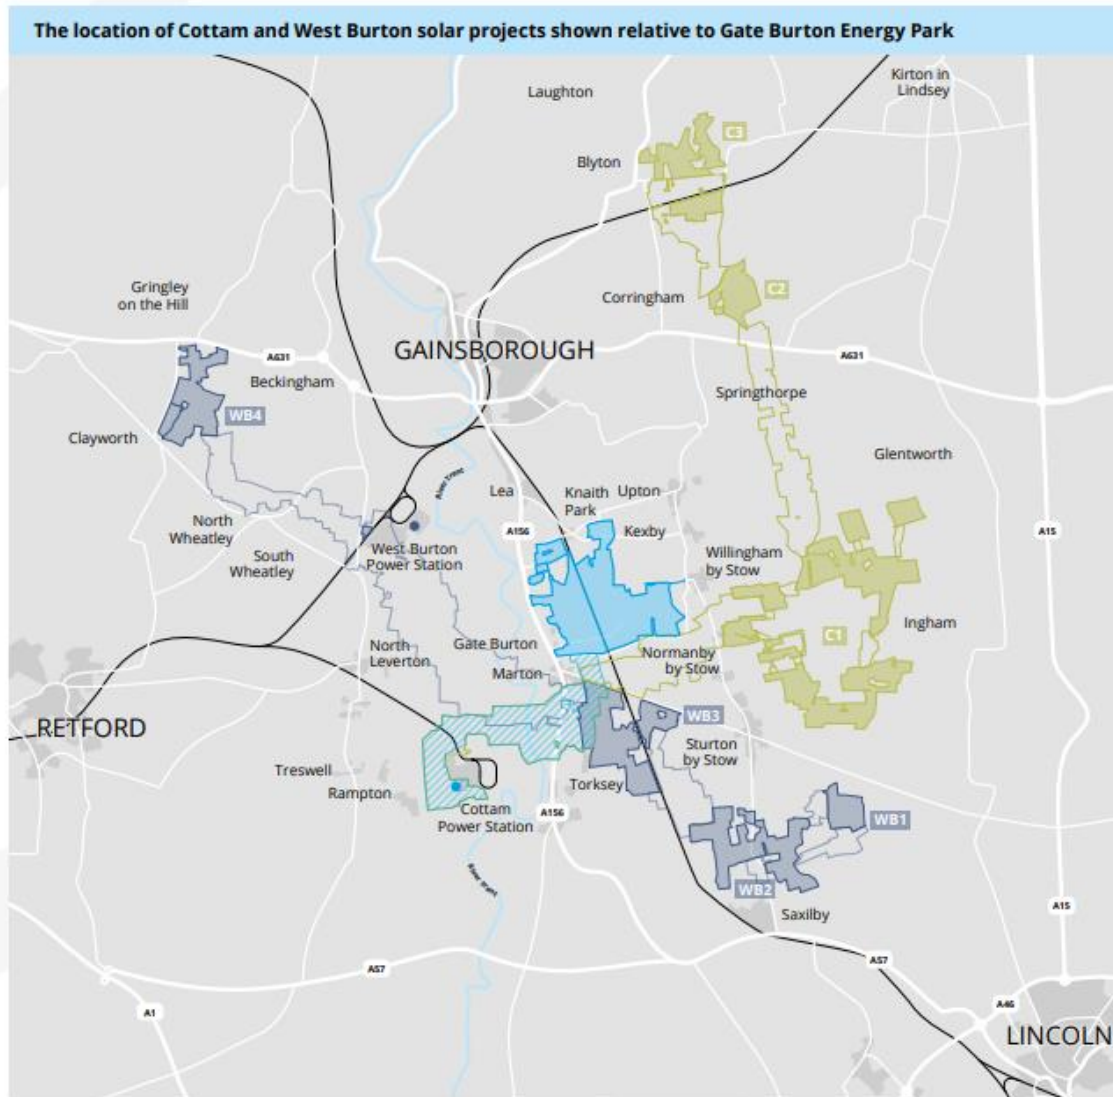 The location of Cottam and West Burton solar projects shown relative to Gate Burton Energy Park
Kirton in
Lindsey
Laughton
C3
Blyton
Gringley
on the Hill
C2
Corringham
GAINSBOROUGH
A631
A631
Beckingham
Springthorpe
WB4
Clayworth
Glentworth
River Trent
Lea
Knaith
Park
Upton
North
Wheatley
A156
Kexby
A15
West Burton
Power Station
South
Wheatley
Willingham
by Stow
Ingham
C1
North
Leverton
Gate Burton
Normanby
by Stow
Marton
WB3
RETFORD
Sturton
by Stow
Treswell
Rampton
Torksey
Cottam
Power Station
A156
WB1
River Trent
WB2
Saxilby
A15
A57
A57
A1
A46
LINCOLN